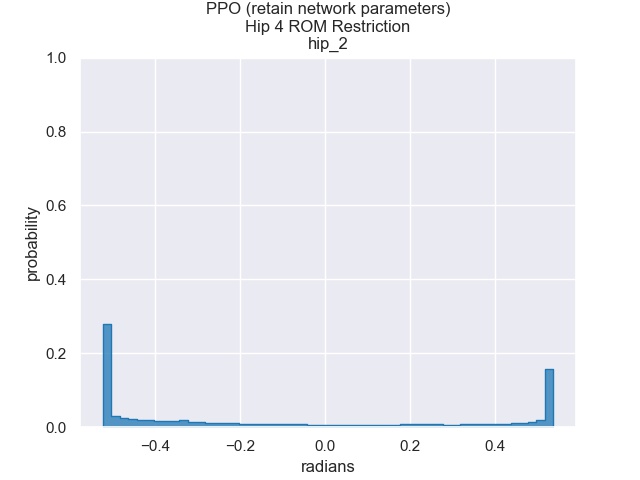 PPO (retain network parameters)
Hip 4 ROM Restriction
hip_2
1.0
0.8
0.6
0.4
0.2
0.0
probability
−0.4
−0.2
0.0
0.2
0.4
radians